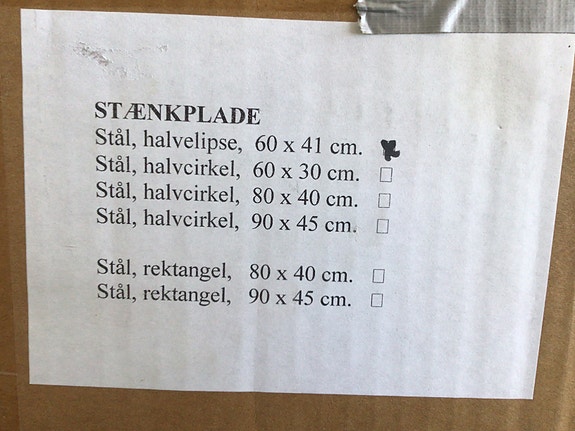 STÆNKPLADE
Stål, halvelipse, 60 x 41 cm.
Stål, halvcirkel, 60 x 30 cm. □
Stål, halvcirkel, 80 x 40 cm. □
Stål, halvcirkel, 90 x 45 cm. □
Stål, rektangel, 80 x 40 cm. □
Stål, rektangel, 90 x 45 cm. □